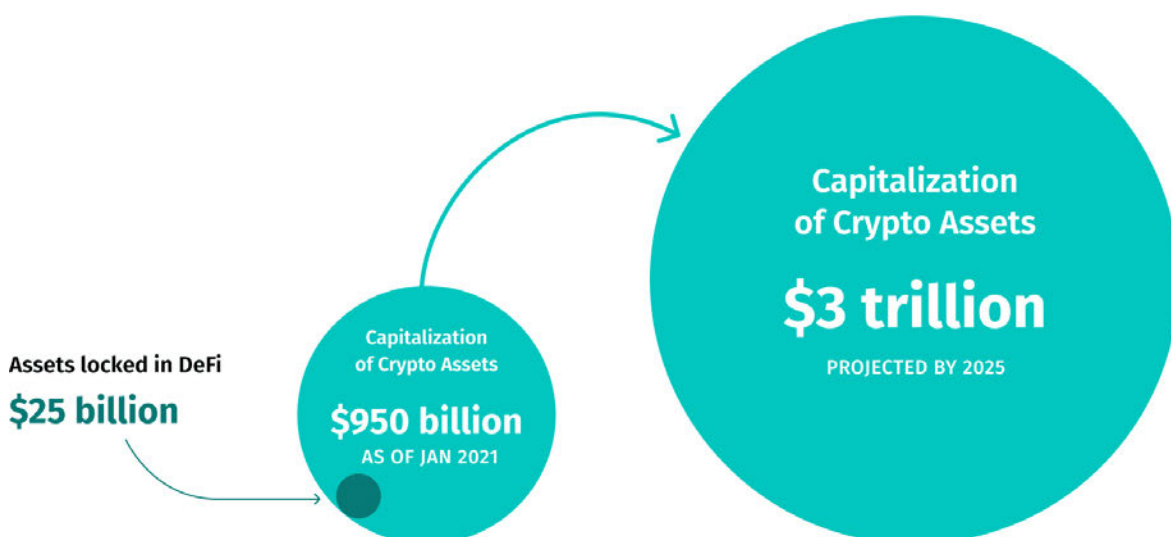 Assets locked in DeFi
$25 billion
Capitalization
of Crypto Assets
$950 billion
AS OF JAN 2021
Capitalization
of Crypto Assets
$3 trillion
PROJECTED BY 2025